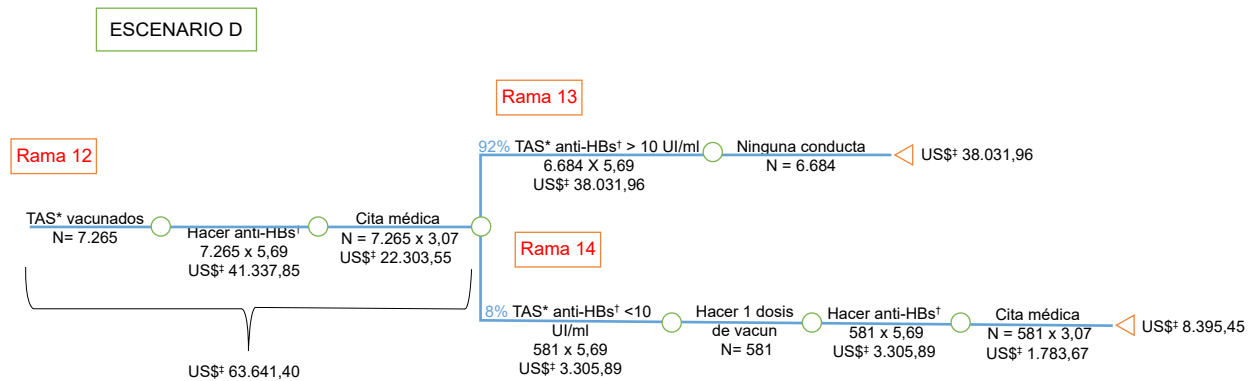 ESCENARIO D
Rama 12
TAS* vacunados
N= 7.265
Hacer anti-HBs†
7.265 x 5,69
US$‡ 41.337,85
Cita médica
N = 7.265 x 3,07
US$‡ 22.303,55
US$‡ 63.641,40
Rama 13
92% TAS* anti-HBs† > 10 UI/ml
6.684 X 5,69
US$‡ 38.031,96
Ninguna conducta
N = 6.684
US$‡ 38.031,96
Rama 14
8% TAS* anti-HBs† <10
UI/ml
581 x 5,69
US$‡ 3.305,89
Hacer 1 dosis
de vacun
N= 581
Hacer anti-HBs†
581 x 5,69
US$‡ 3.305,89
Cita médica
N = 581 x 3,07
US$‡ 1.783,67
US$‡ 8.395,45